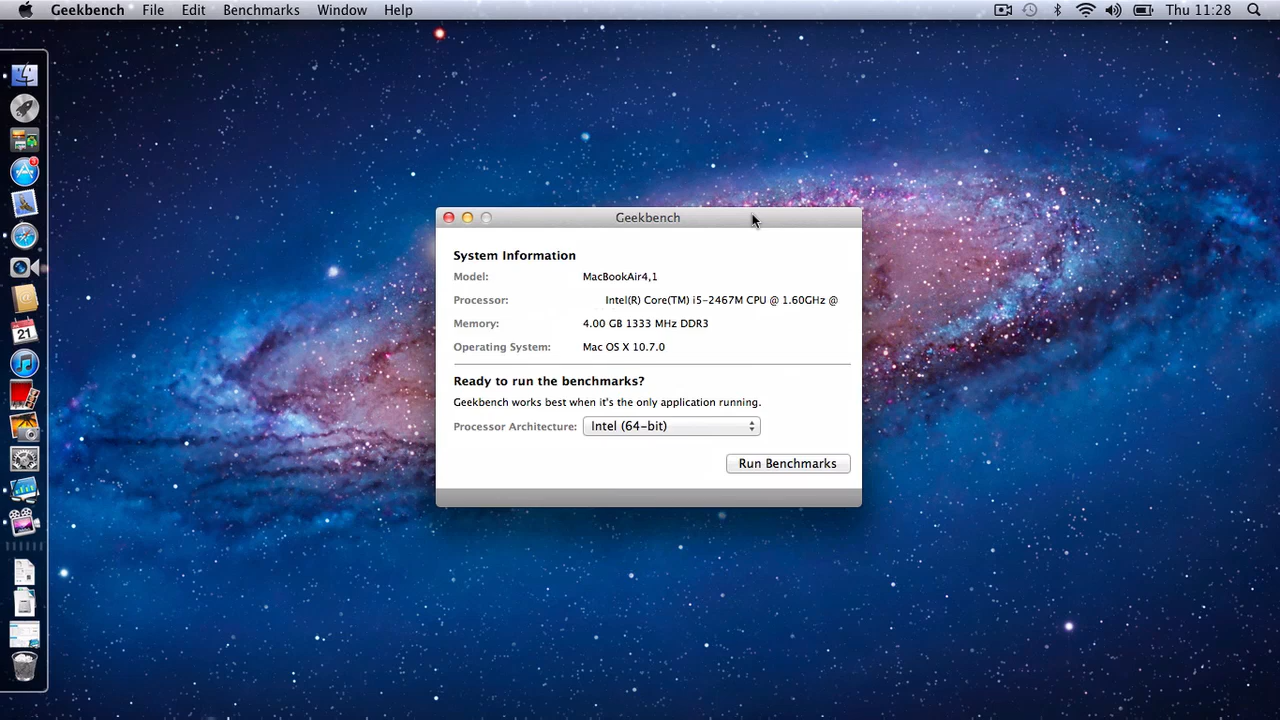 Geekbench File Edit Benchmarks Window Help Thu 11:28
3
21
Geekbench
System Information
Model: MacBookAir4,1
Processor: Intel(R) Core(TM) i5-2467M CPU @ 1.60GHz @
Memory: 4.00 GB 1333 MHz DDR3
Operating System: Mac OS X 10.7.0
Ready to run the benchmarks?
Geekbench works best when it's the only application running.
Processor Architecture: Intel (64-bit)
Run Benchmarks